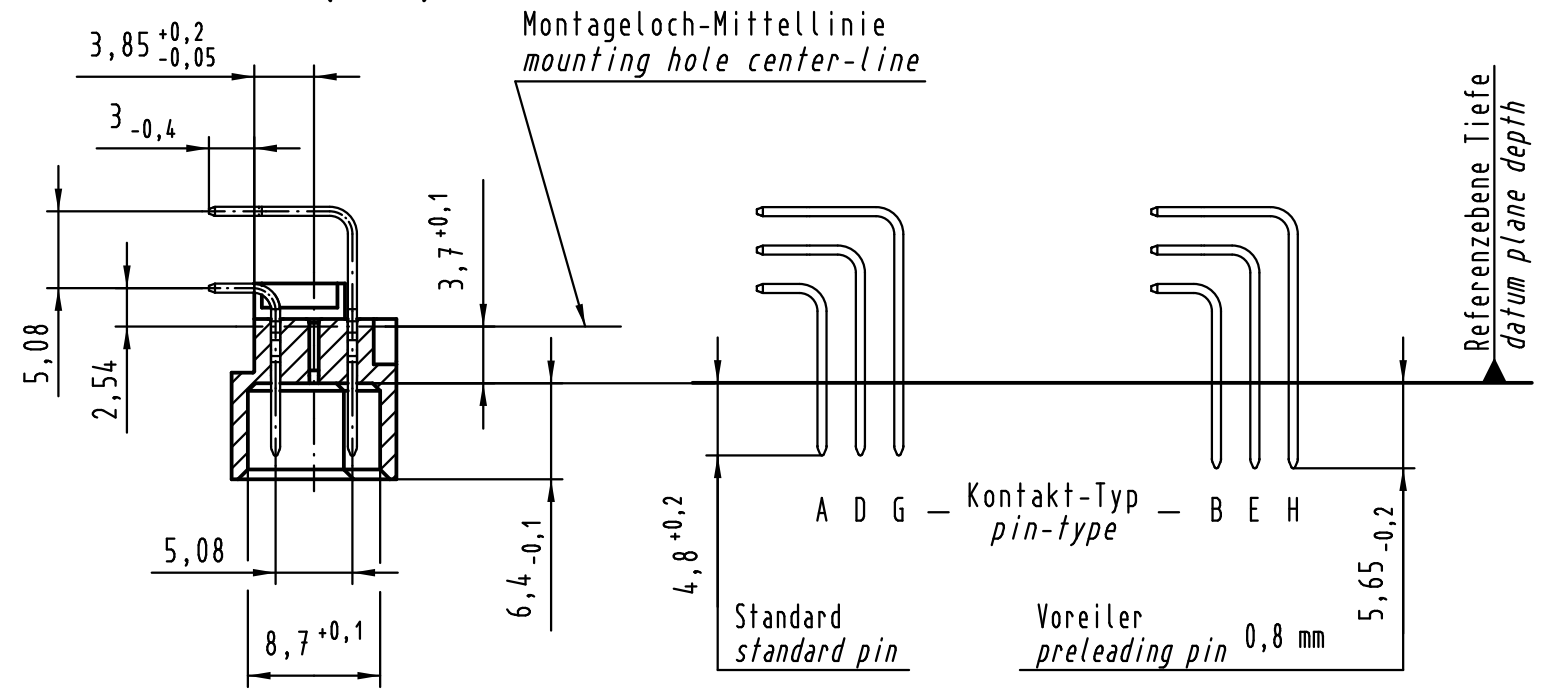 3,85 +0,2 -0,05
3 -0,4
Montageloch-Mittellinie
mounting hole center-line
5,08
2,54
3,7 +0,1
Referenzebene Tiefe
datum plane depth
A D G — Kontakt-Typ — B E H
pin-type
5,08
8,7 +0,1
6,4 -0,1
4,8 +0,2
Standard
standard pin
Voreiler
preleading pin 0,8 mm
5,65 -0,2